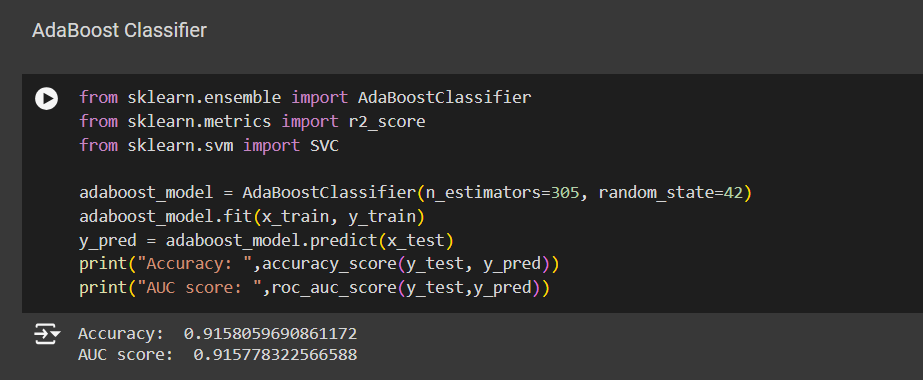 AdaBoost Classifier
from sklearn.ensemble import AdaBoostClassifier
from sklearn.metrics import r2_score
from sklearn.svm import SVC
adaboost_model = AdaBoostClassifier(n_estimators=305, random_state=42)
adaboost_model.fit(x_train, y_train)
y_pred = adaboost_model.predict(x_test)
print("Accuracy: ",accuracy_score(y_test, y_pred))
print("AUC score: ",roc_auc_score(y_test,y_pred))
Accuracy:  0.9158059690861172
AUC score:  0.915778322566588